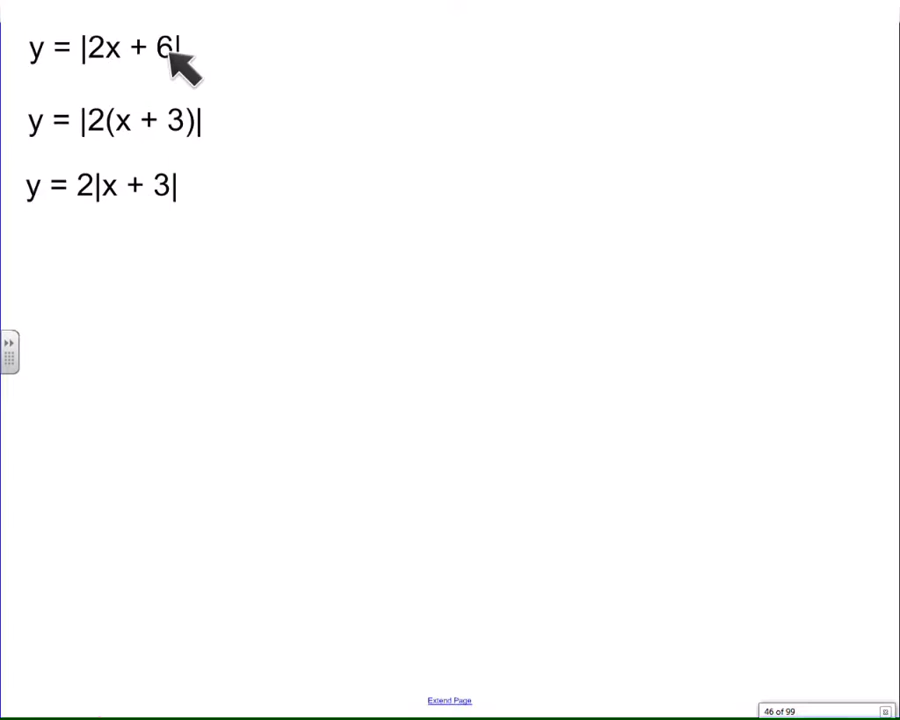 y = |2x + 6|
y = |2(x + 3)|
y = 2|x + 3|
Extend Page
46 of 99